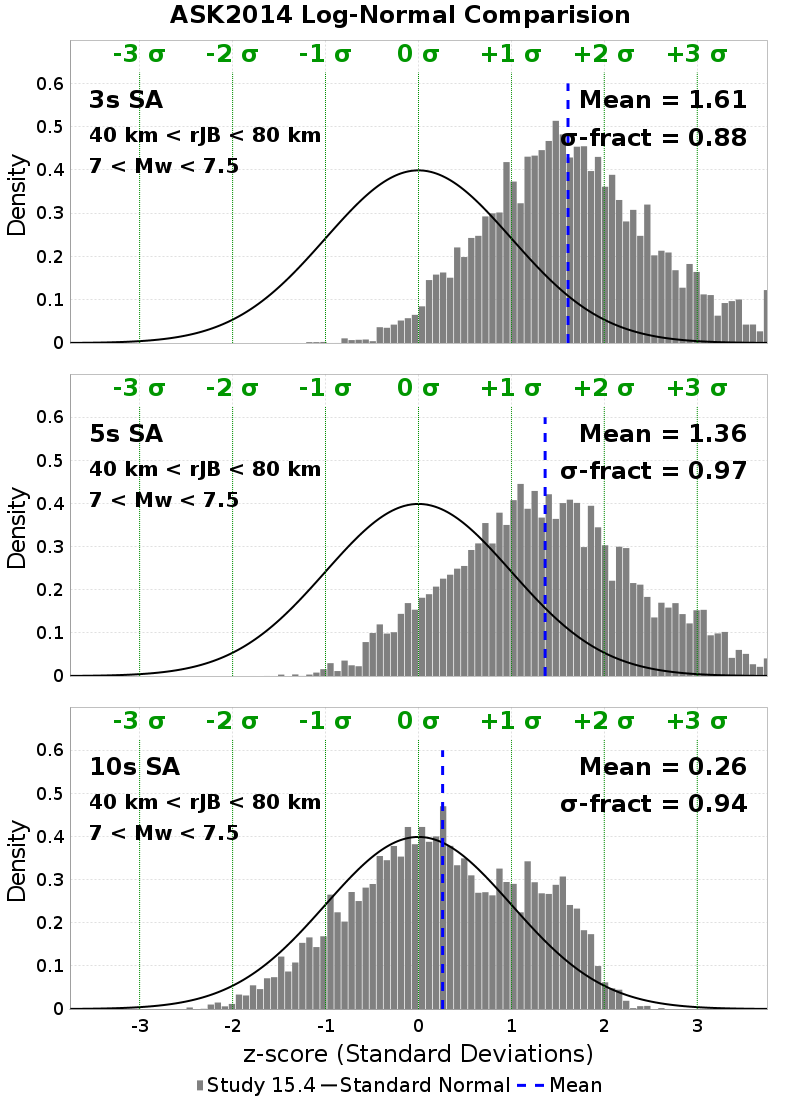 ASK2014 Log-Normal Comparision
-3 σ -2 σ -1 σ 0 σ +1 σ +2 σ +3 σ
3s SA
Mean = 1.61
40 km < rJB < 80 km
σ-fract = 0.88
7 < Mw < 7.5
0.6
0.5
0.4
0.3
0.2
0.1
0
Density
-3 σ -2 σ -1 σ 0 σ +1 σ +2 σ +3 σ
5s SA
Mean = 1.36
40 km < rJB < 80 km
σ-fract = 0.97
7 < Mw < 7.5
0.6
0.5
0.4
0.3
0.2
0.1
0
Density
-3 σ -2 σ -1 σ 0 σ +1 σ +2 σ +3 σ
10s SA
Mean = 0.26
40 km < rJB < 80 km
σ-fract = 0.94
7 < Mw < 7.5
0.6
0.5
0.4
0.3
0.2
0.1
0
Density
-3 -2 -1 0 1 2 3
z-score (Standard Deviations)
Study 15.4 Standard Normal Mean